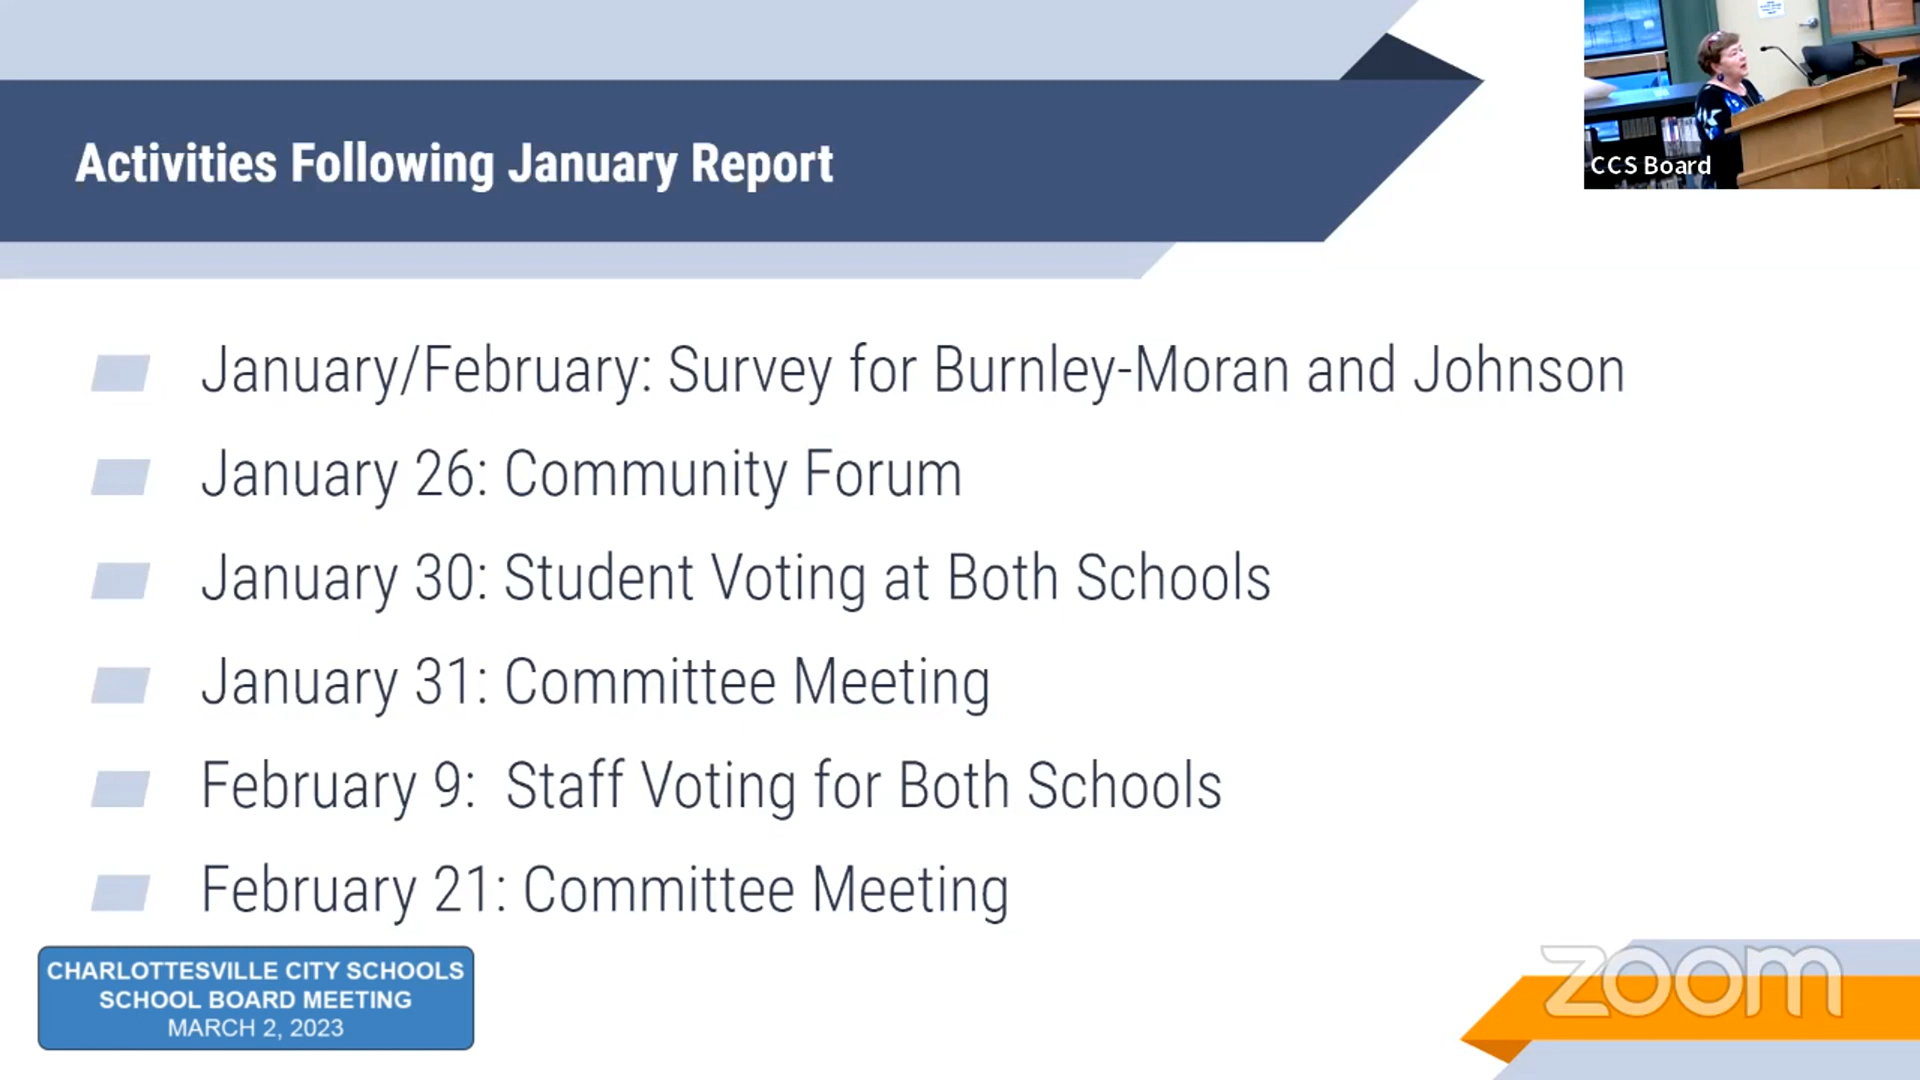 Activities Following January Report
CCS Board
January/February: Survey for Burnley-Moran and Johnson
January 26: Community Forum
January 30: Student Voting at Both Schools
January 31: Committee Meeting
February 9:  Staff Voting for Both Schools
February 21: Committee Meeting
CHARLOTTESVILLE CITY SCHOOLS
SCHOOL BOARD MEETING
MARCH 2, 2023
zoom